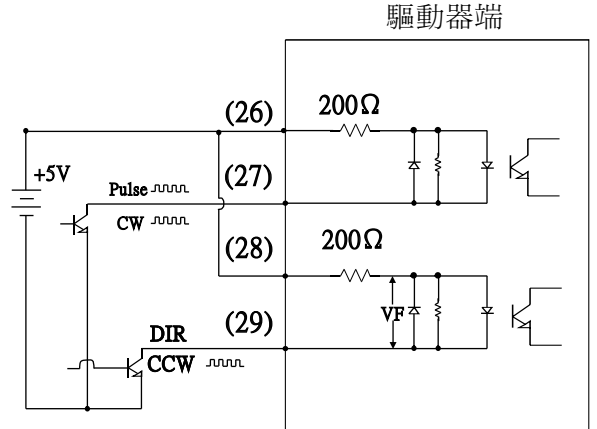 驅動器端
(26)
200Ω
+5V
Pulse
(27)
CW
(28)
200Ω
VF
(29)
DIR
CCW